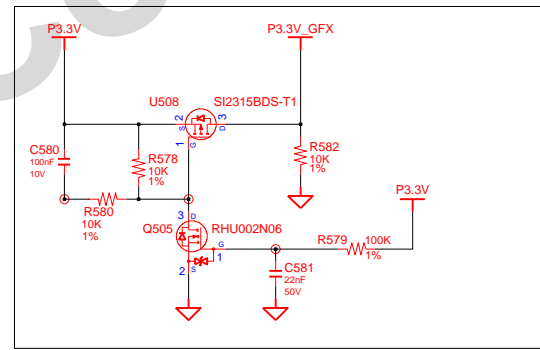 P3.3V
P3.3V_GFX
U508
SI2315BDS-T1
2
3
S
D
1
G
C580
100nF
10V
R578
10K
1%
R582
10K
1%
R580
10K
1%
P3.3V
3
D
Q505
RHU002N06
G
1
2
S
R579
100K
1%
C581
22nF
50V